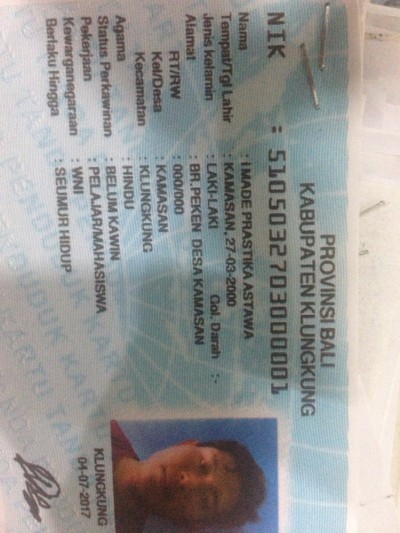 PROVINSI BALI
KABUPATEN KLUNGKUNG
NIK : 5105032703000001
Nama : I MADE PRASTIKA ASTAWA
Tempat/Tgl Lahir : KAMASAN, 27-03-2000
Jenis kelamin : LAKI-LAKI Gol. Darah :-
Alamat : BR.PEKEN DESA KAMASAN
RT/RW : 000/000
Kel/Desa : KAMASAN
Kecamatan : KLUNGKUNG
Agama : HINDU
Status Perkawinan : BELUM KAWIN
Pekerjaan : PELAJAR/MAHASISWA
Kewarganegaraan : WNI
Berlaku Hingga : SEUMUR HIDUP
KLUNGKUNG
04-07-2017